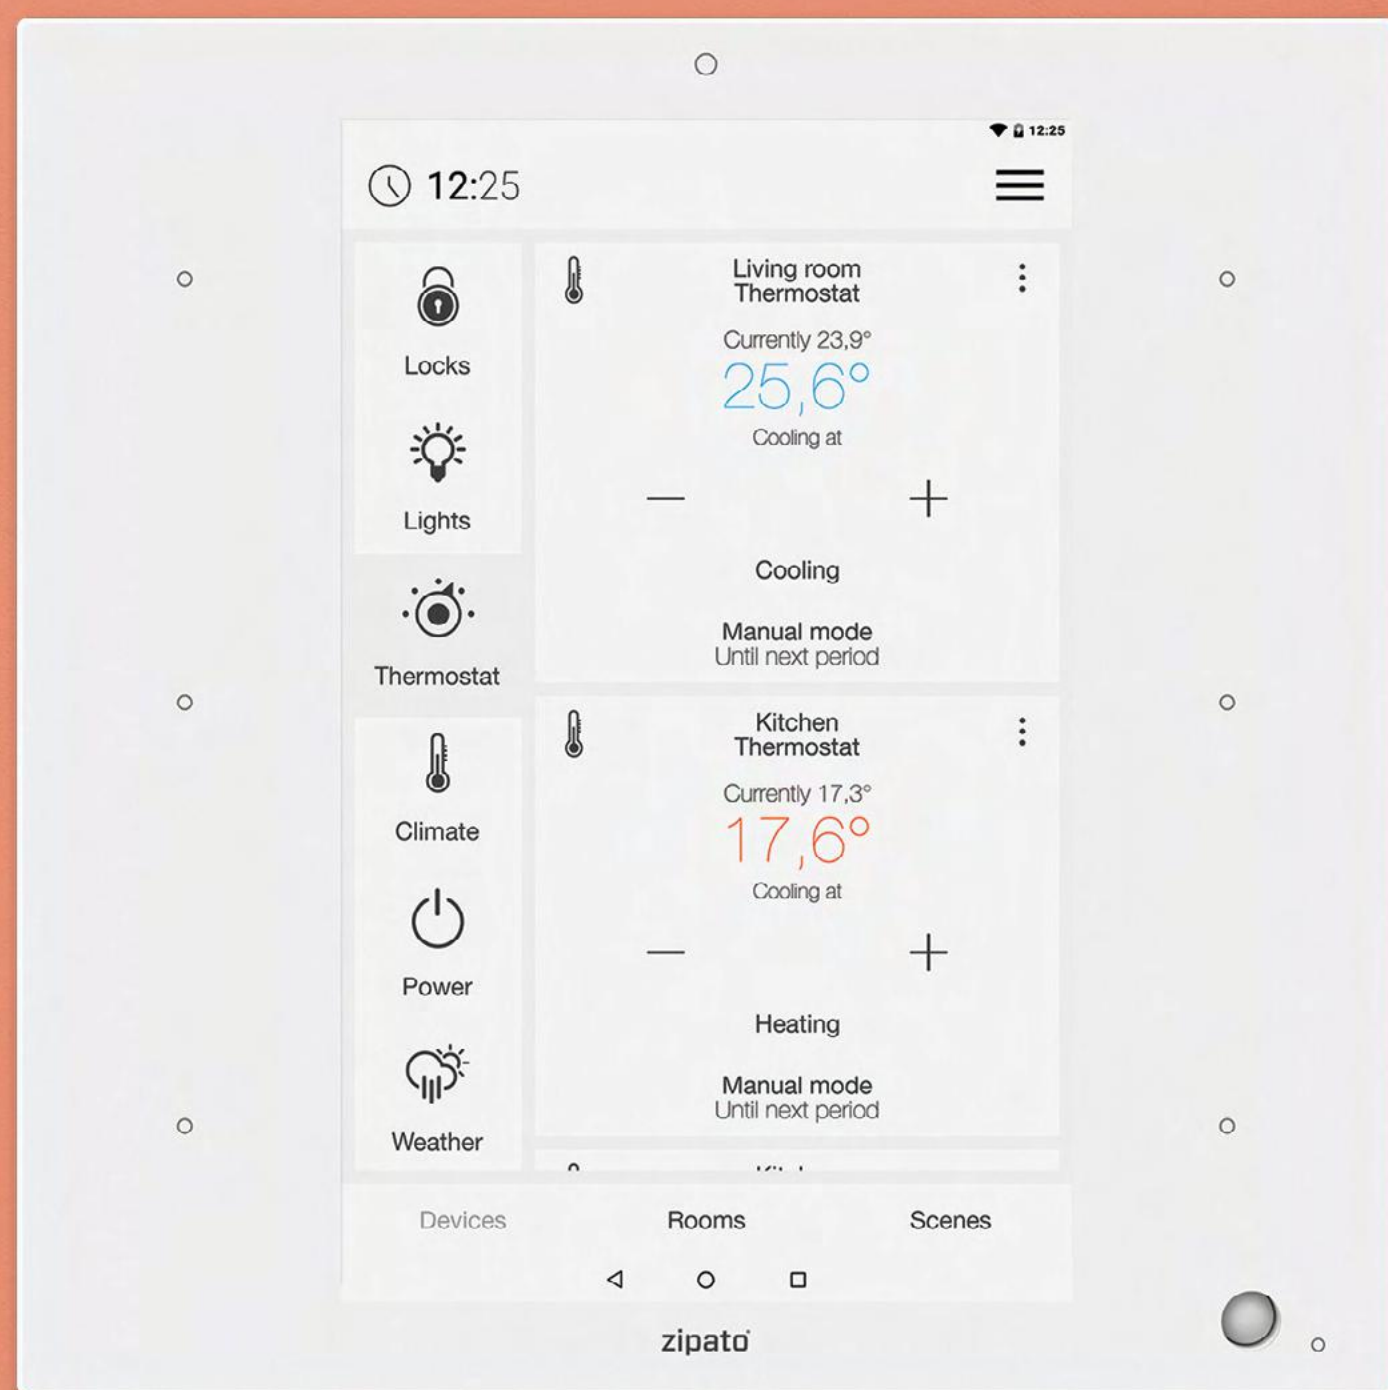 12:25
12:25
Locks
Lights
Thermostat
Climate
Power
Weather
Living room
Thermostat
Currently 23,9°
25,6°
Cooling at
Cooling
Manual mode
Until next period
Kitchen
Thermostat
Currently 17,3°
17,6°
Cooling at
Heating
Manual mode
Until next period
Devices
Rooms
Scenes
zipato